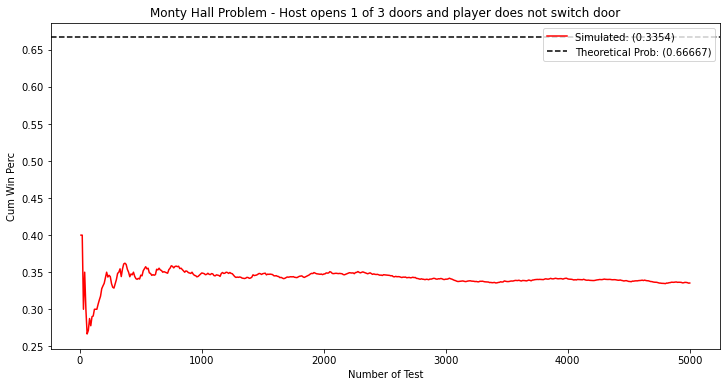 Monty Hall Problem - Host opens 1 of 3 doors and player does not switch door
Simulated: (0.3354)
Theoretical Prob: (0.66667)
Cum Win Perc
0.65
0.60
0.55
0.50
0.45
0.40
0.35
0.30
0.25
0 1000 2000 3000 4000 5000
Number of Test